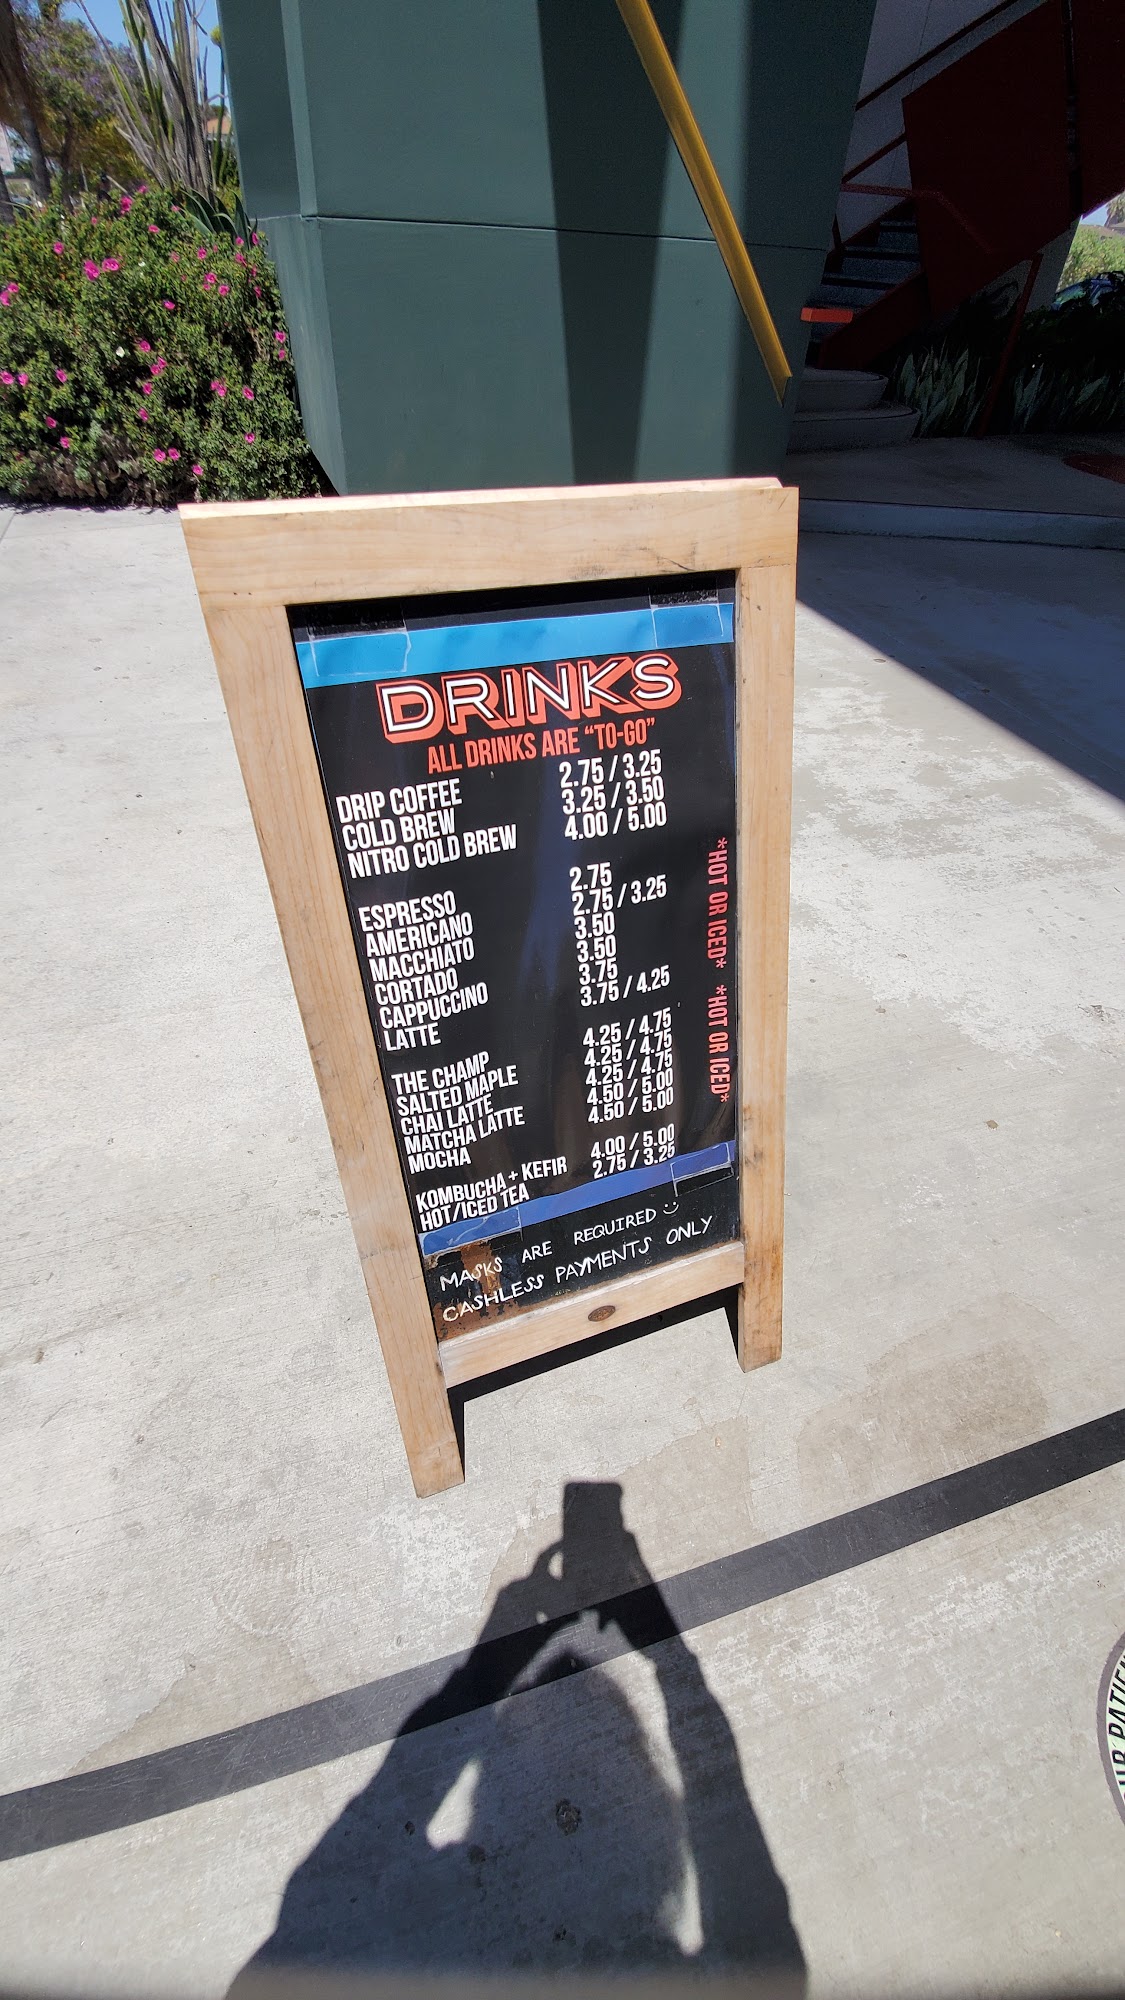 DRINKS
ALL DRINKS ARE "TO-GO"
DRIP COFFEE 2.75 / 3.25
COLD BREW 3.25 / 3.50
NITRO COLD BREW 4.00 / 5.00
ESPRESSO 2.75
AMERICANO 2.75 / 3.25
MACCHIATO 3.50
CORTADO 3.50
CAPPUCCINO 3.75
LATTE 3.75 / 4.25
THE CHAMP 4.25 / 4.75
SALTED MAPLE 4.25 / 4.75
CHAI LATTE 4.25 / 4.75
MATCHA LATTE 4.50 / 5.00
MOCHA 4.50 / 5.00
KOMBUCHA + KEFIR 4.00 / 5.00
HOT/ICED TEA 2.75 / 3.25
*HOT OR ICED* *HOT OR ICED*
MASKS ARE REQUIRED :)
CASHLESS PAYMENTS ONLY